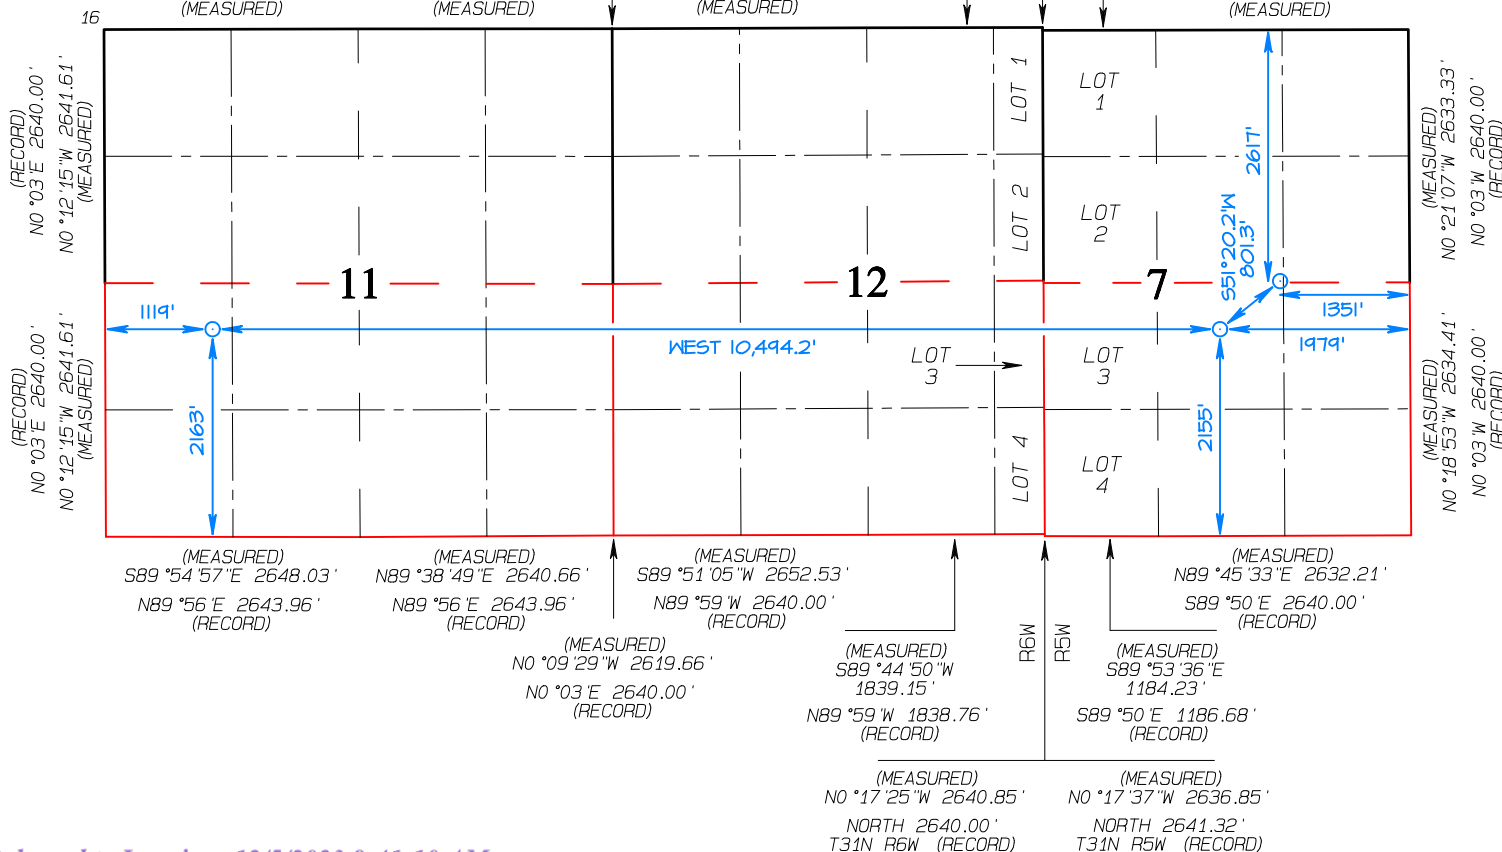 (MEASURED)
(MEASURED)
(MEASURED)
(MEASURED)
16
(RECORD)
N0°03'E 2640.00'
N0°12'15"W 2641.61'
(MEASURED)
(RECORD)
N0°03'E 2640.00'
N0°12'15"W 2641.61'
(MEASURED)
LOT 1
LOT
1
LOT 2
LOT
2
2617'
S51°20.2'W
801.3'
11
12
7
1119'
1351'
WEST 10,494.2'
1979'
LOT
3
LOT
3
2163'
2155'
LOT 4
LOT
4
(MEASURED)
N0°21'07"W 2633.33'
N0°03'W 2640.00'
(RECORD)
(MEASURED)
N0°18'53"W 2634.41'
N0°03'W 2640.00'
(RECORD)
(MEASURED)
S89°54'57"E 2648.03'
N89°56'E 2643.96'
(RECORD)
(MEASURED)
N89°38'49"E 2640.66'
N89°56'E 2643.96'
(RECORD)
(MEASURED)
S89°51'05"W 2652.53'
N89°59'W 2640.00'
(RECORD)
(MEASURED)
N89°45'33"E 2632.21'
S89°50'E 2640.00'
(RECORD)
(MEASURED)
N0°09'29"W 2619.66'
N0°03'E 2640.00'
(RECORD)
(MEASURED)
S89°44'50"W
1839.15'
N89°59'W 1838.76'
(RECORD)
R6W
R5W
(MEASURED)
S89°53'36"E
1184.23'
S89°50'E 1186.68'
(RECORD)
(MEASURED)
N0°17'25"W 2640.85'
NORTH 2640.00'
T31N R6W (RECORD)
(MEASURED)
N0°17'37"W 2636.85'
NORTH 2641.32'
T31N R5W (RECORD)